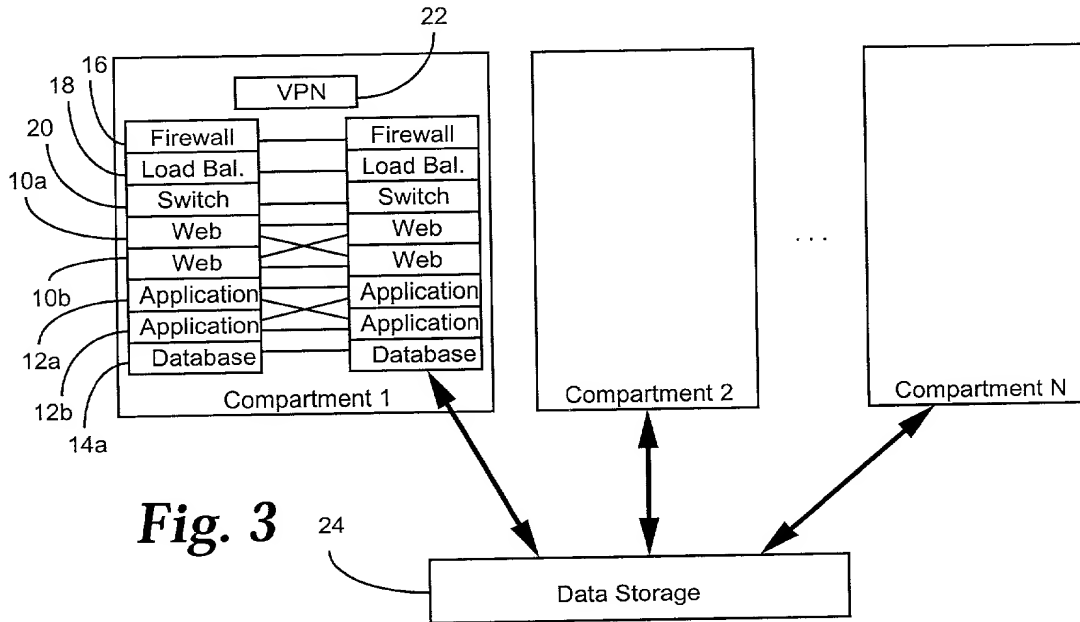 22
16
18
20
10a
10b
12a
12b
14a
VPN
Firewall
Load Bal.
Switch
Web
Web
Application
Application
Database
Firewall
Load Bal.
Switch
Web
Web
Application
Application
Database
Compartment 1
Compartment 2
...
Compartment N
Fig. 3
24
Data Storage